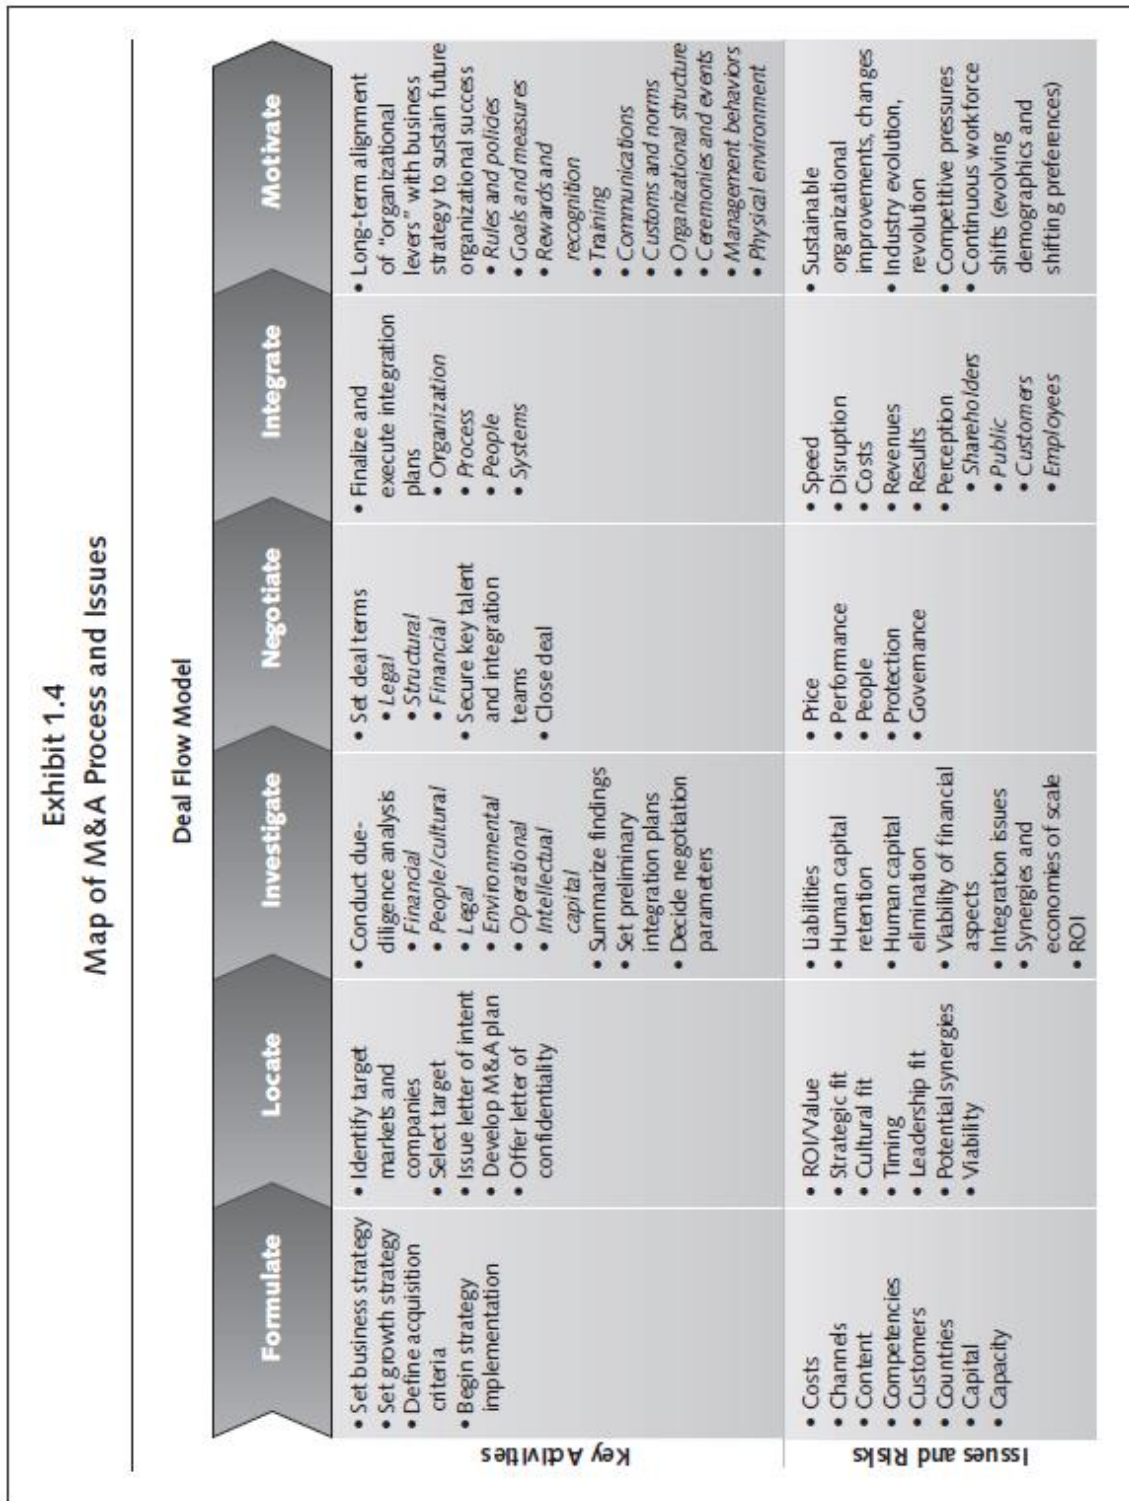 Exhibit 1.4
Map of M&A Process and Issues
Deal Flow Model
Formulate
Locate
Investigate
Negotiate
Integrate
Motivate
Key Activities
• Set business strategy
• Set growth strategy
• Define acquisition
criteria
• Begin strategy
implementation
• Identify target
markets and
companies
• Select target
• Issue letter of intent
• Develop M&A plan
• Offer letter of
confidentiality
• Conduct due-
diligence analysis
• Financial
• People/cultural
• Legal
• Environmental
• Operational
• Intellectual
capital
• Summarize findings
• Set preliminary
integration plans
• Decide negotiation
parameters
• Set deal terms
• Legal
• Structural
• Financial
• Secure key talent
and integration
teams
• Close deal
• Finalize and
execute integration
plans
• Organization
• Process
• People
• Systems
• Long-term alignment
of “organizational
levers” with business
strategy to sustain future
organizational success
• Rules and policies
• Goals and measures
• Rewards and
recognition
• Training
• Communications
• Customs and norms
• Organizational structure
• Ceremonies and events
• Management behaviors
• Physical environment
Issues and Risks
• Costs
• Channels
• Content
• Competencies
• Customers
• Countries
• Capital
• Capacity
• ROI/Value
• Strategic fit
• Cultural fit
• Timing
• Leadership fit
• Potential synergies
• Viability
• Liabilities
• Human capital
retention
• Human capital
elimination
• Viability of financial
aspects
• Integration issues
• Synergies and
economies of scale
• ROI
• Price
• Performance
• People
• Protection
• Governance
• Speed
• Disruption
• Costs
• Revenues
• Results
• Perception
• Shareholders
• Public
• Customers
• Employees
• Sustainable
organizational
improvements, changes
• Industry evolution,
revolution
• Competitive pressures
• Continuous workforce
shifts (evolving
demographics and
shifting preferences)